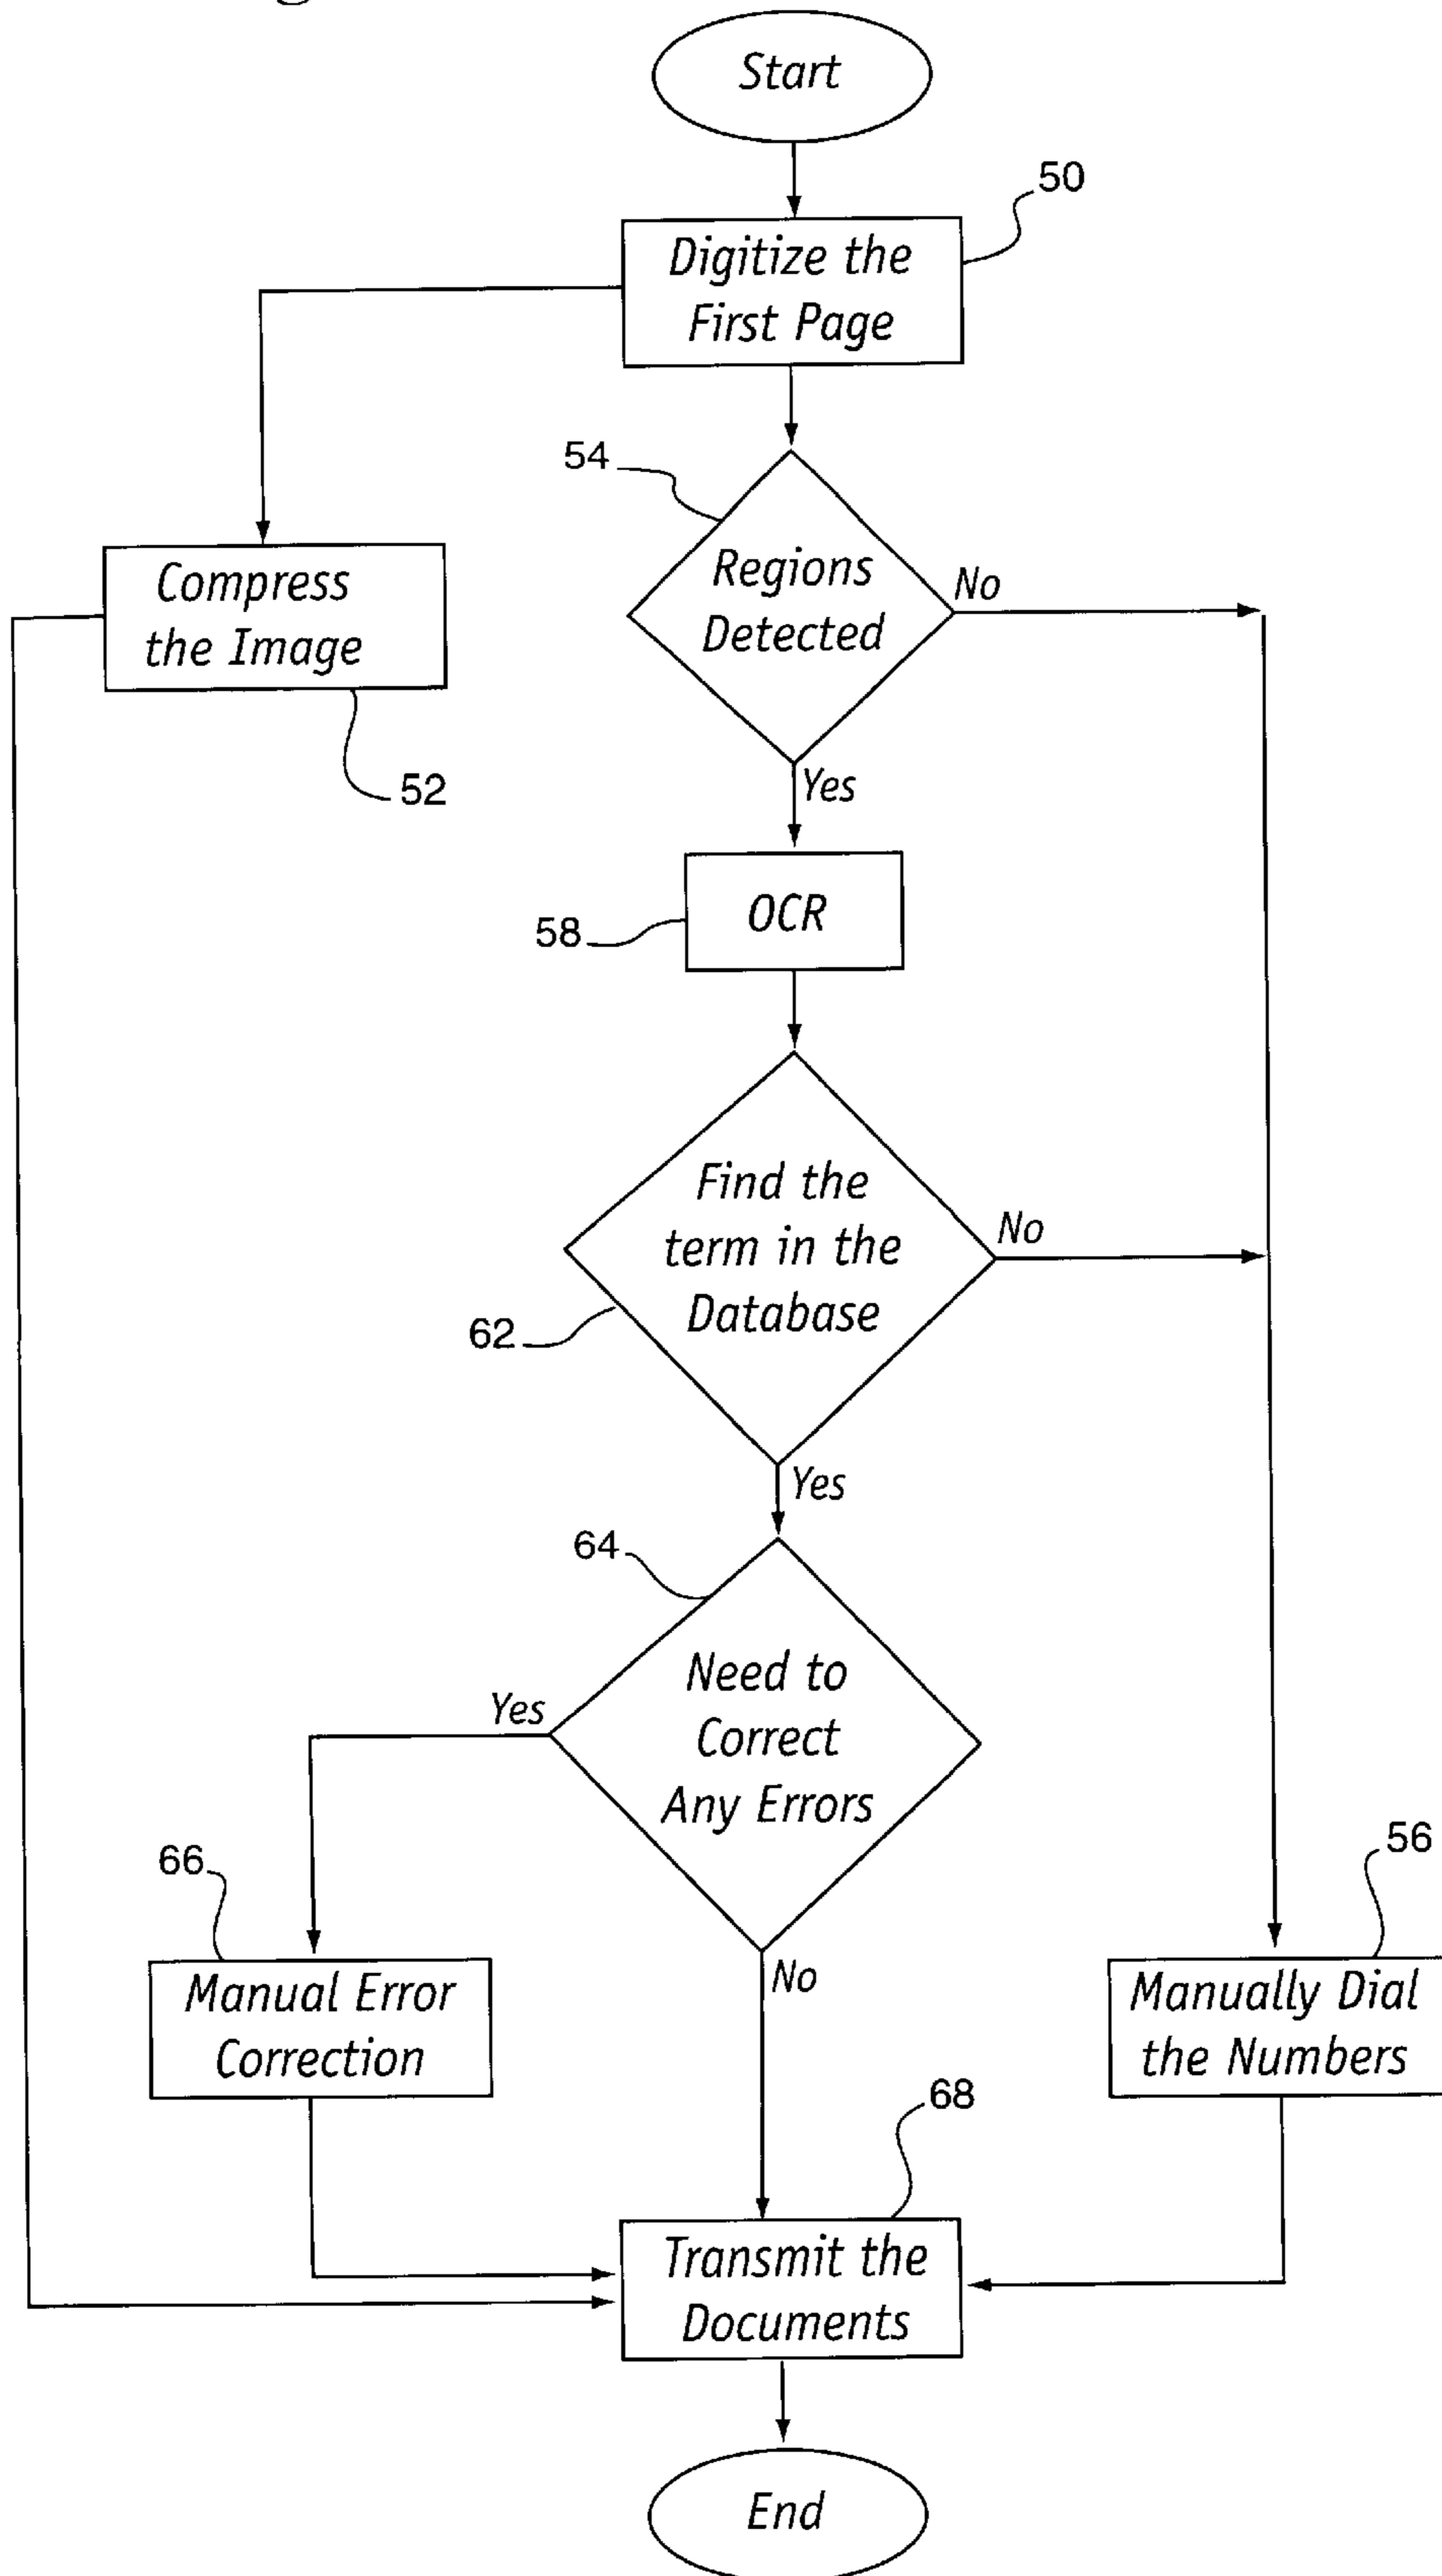 Start
50
Digitize the
First Page
54
Regions
Detected
No
Compress
the Image
52
Yes
OCR
58
Find the
term in the
Database
No
62
Yes
64
Need to
Correct
Any Errors
Yes
66
56
Manual Error
Correction
No
Manually Dial
the Numbers
68
Transmit the
Documents
End